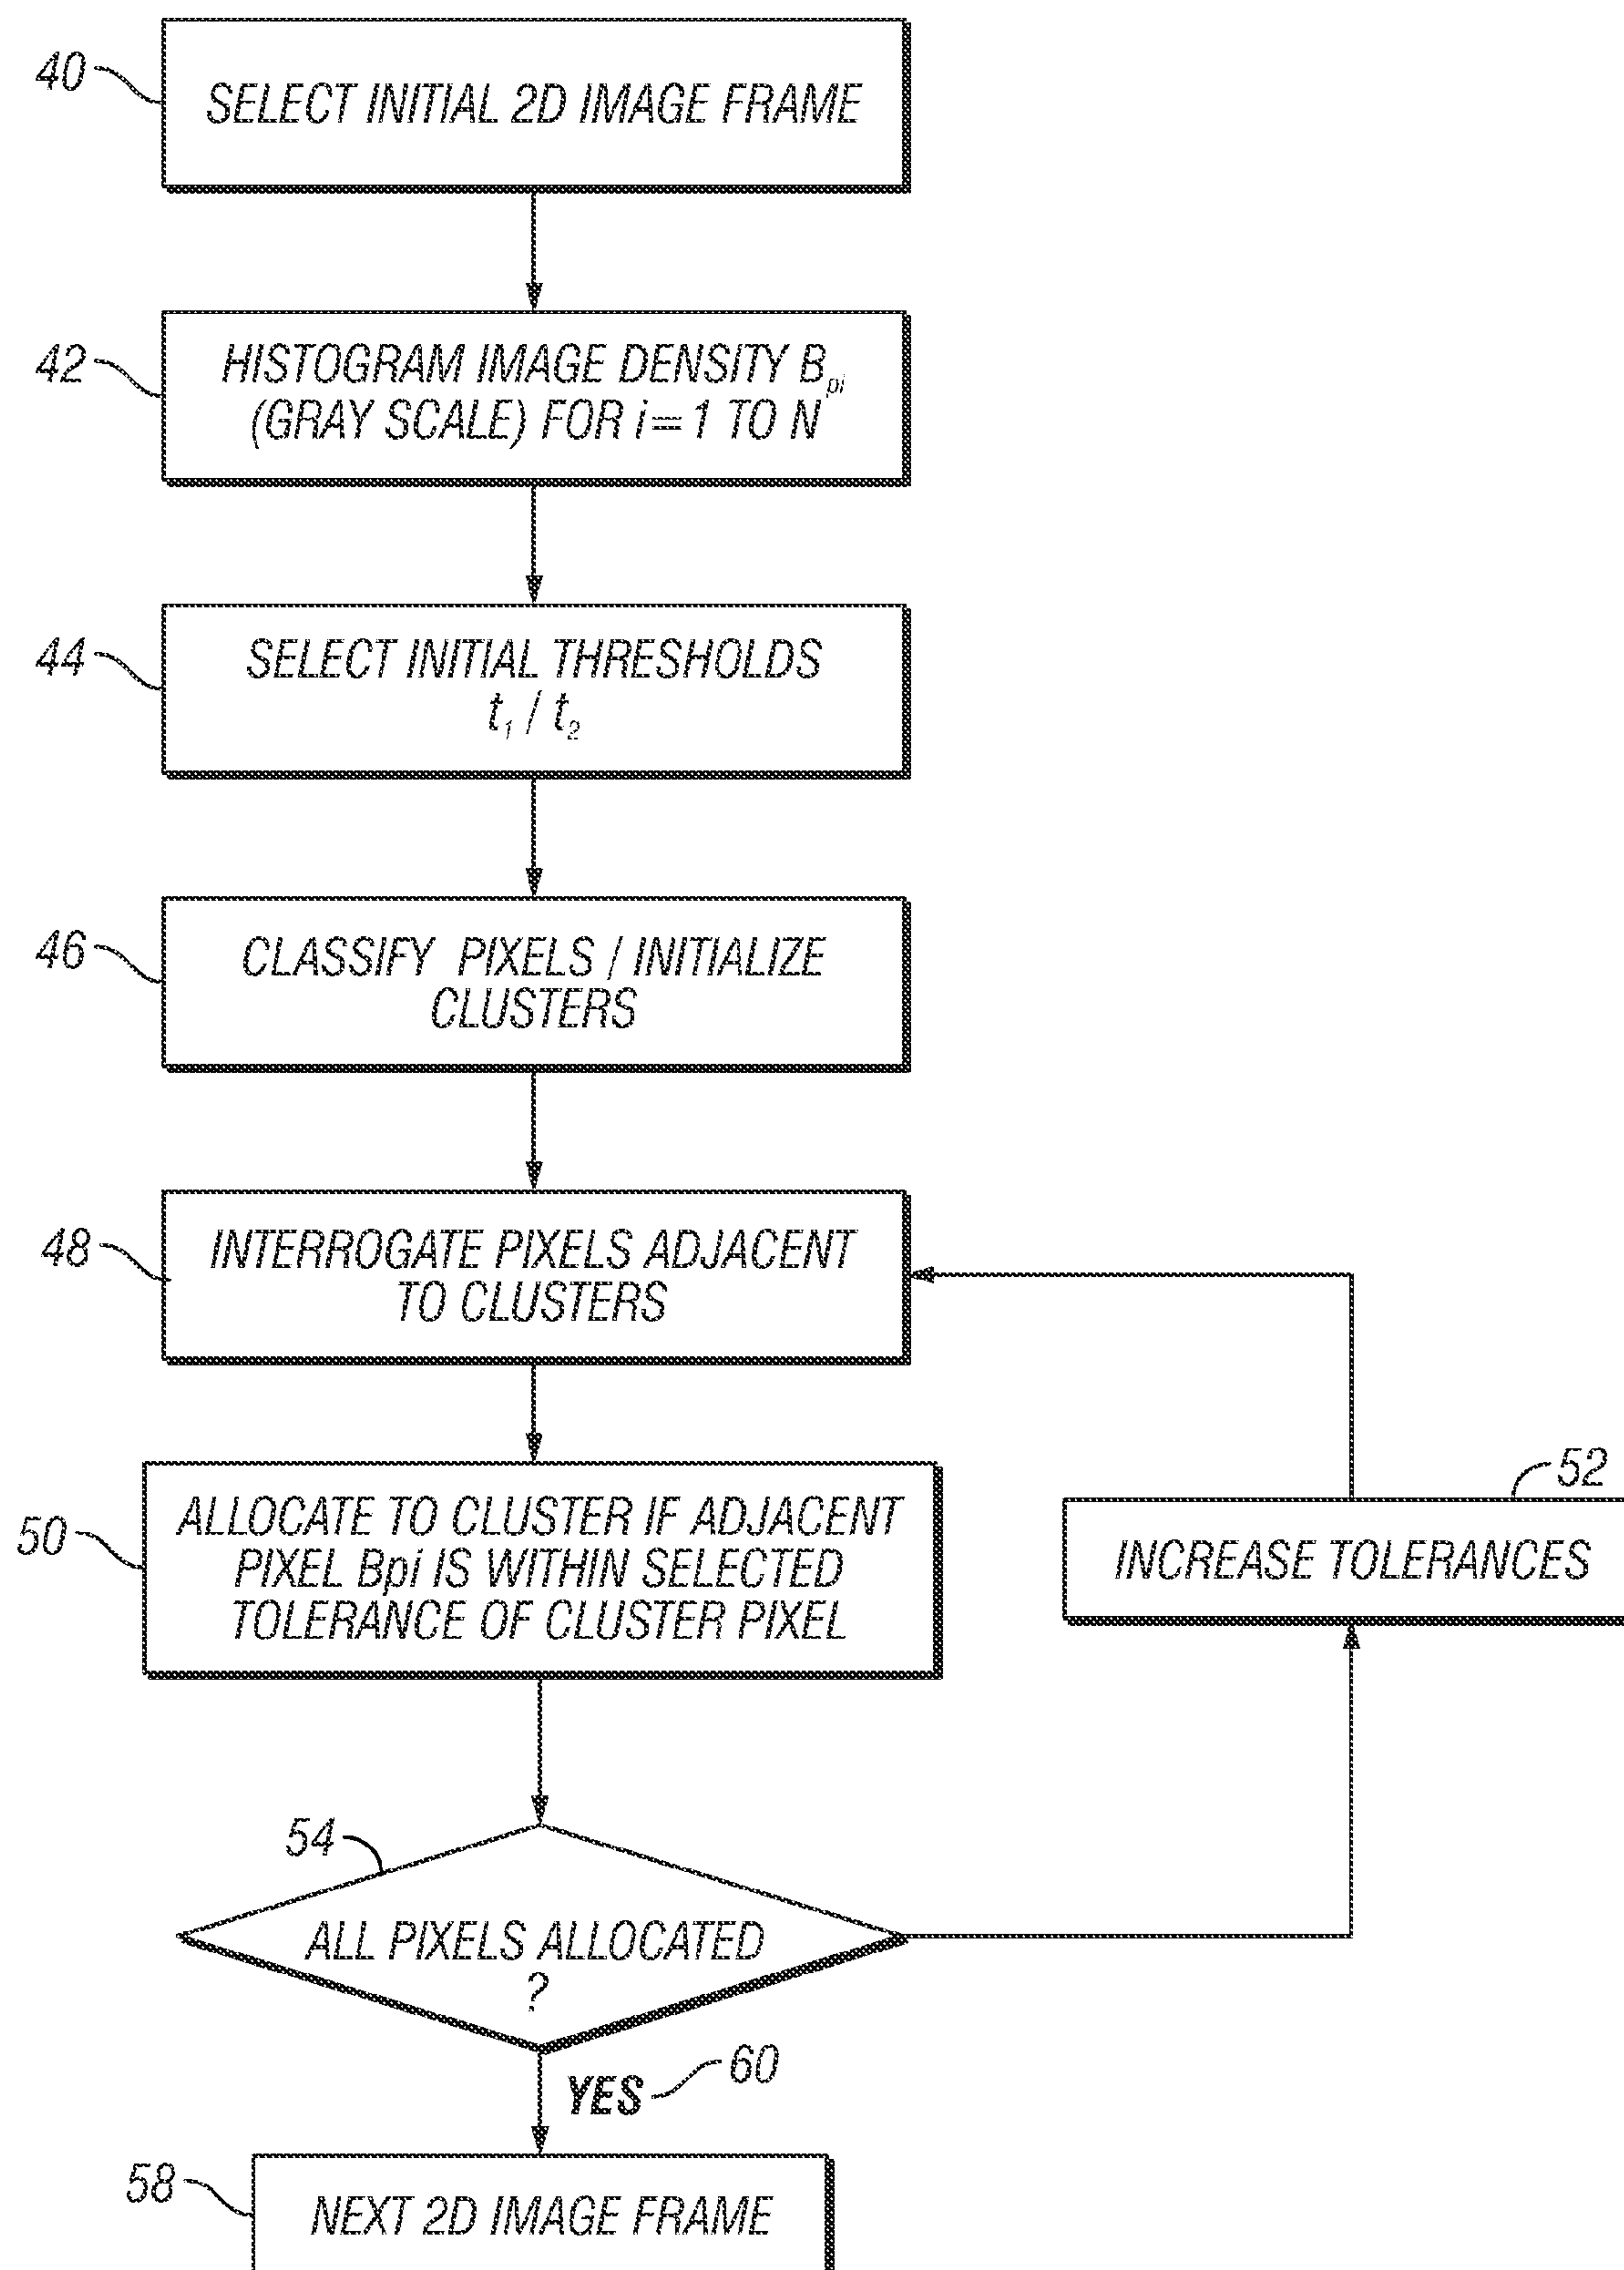 40
SELECT INITIAL 2D IMAGE FRAME
42
HISTOGRAM IMAGE DENSITY Bpi
(GRAY SCALE) FOR i=1 TO N
44
SELECT INITIAL THRESHOLDS
t1 / t2
46
CLASSIFY PIXELS / INITIALIZE
CLUSTERS
48
INTERROGATE PIXELS ADJACENT
TO CLUSTERS
50
ALLOCATE TO CLUSTER IF ADJACENT
PIXEL Bpi IS WITHIN SELECTED
TOLERANCE OF CLUSTER PIXEL
52
INCREASE TOLERANCES
54
ALL PIXELS ALLOCATED
?
YES
60
58
NEXT 2D IMAGE FRAME